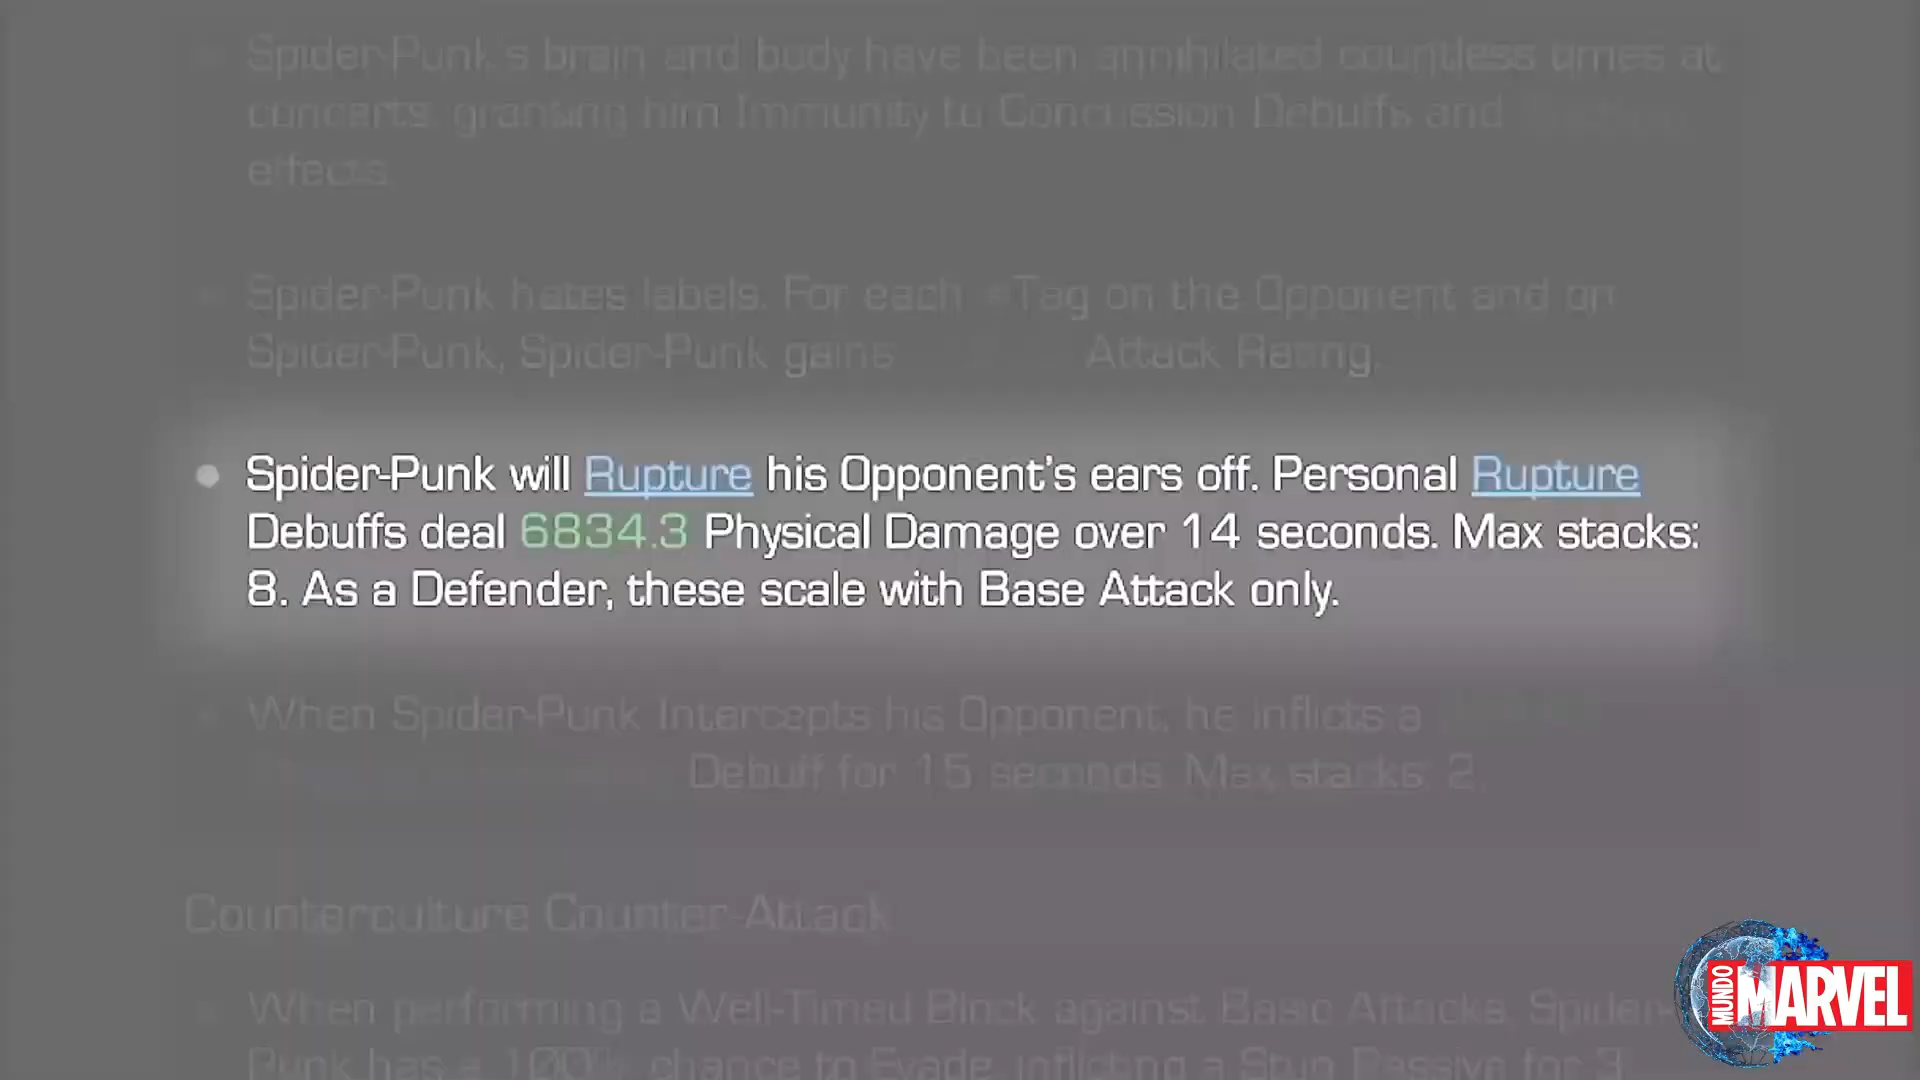 Spider-Punk's brain and body have been annihilated countless times at
concerts, granting him Immunity to Concussion Debuffs and
effects.
Spider-Punk hates labels. For each #Tag on the Opponent and on
Spider-Punk, Spider-Punk gains Attack Rating.
Spider-Punk will Rupture his Opponent's ears off. Personal Rupture
Debuffs deal 6834.3 Physical Damage over 14 seconds. Max stacks:
8. As a Defender, these scale with Base Attack only.
When Spider-Punk Intercepts his Opponent, he inflicts a
Debuff for 15 seconds. Max stacks: 2.
Counterculture Counter-Attack
When performing a Well-Timed Block against Basic Attacks, Spider-
Punk has a 100% chance to Evade, inflicting a Stun Passive for 3
MUNDO MARVEL